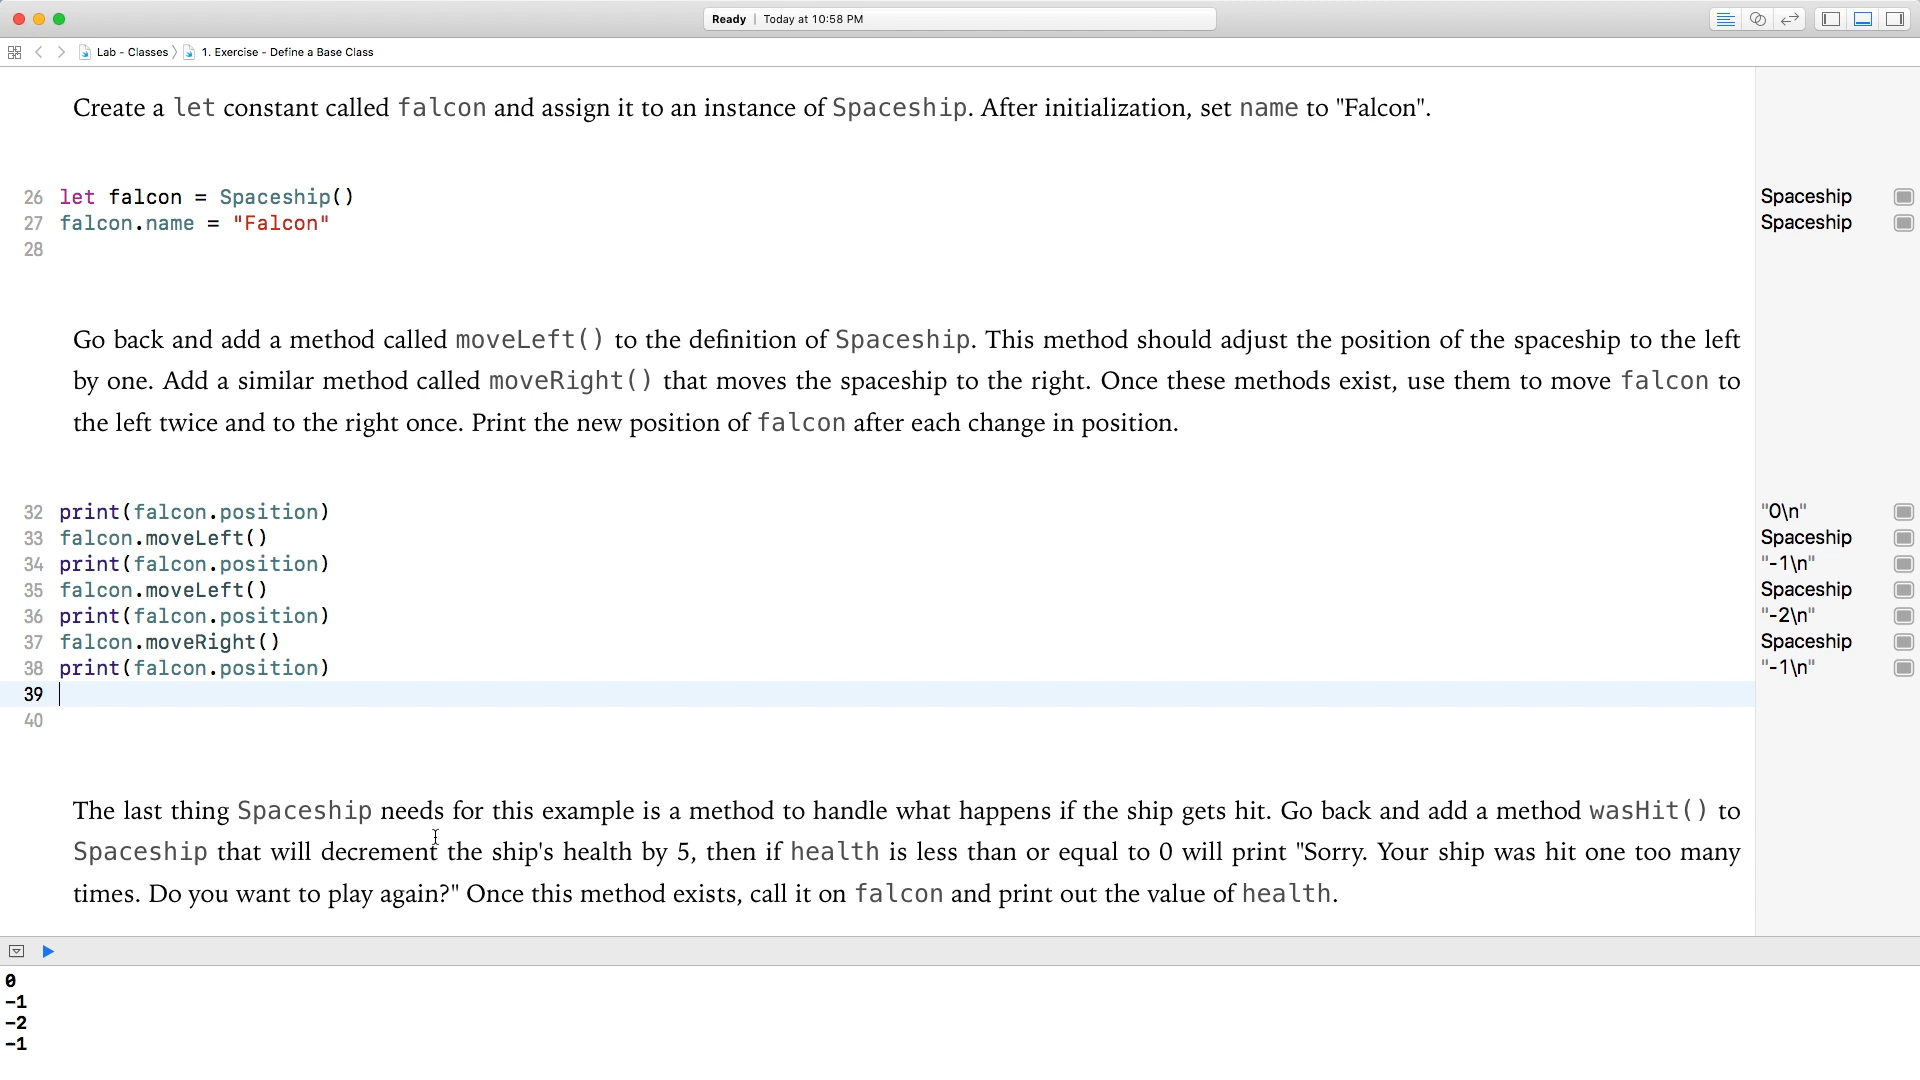 Ready | Today at 10:58 PM
Lab - Classes 〉 1. Exercise - Define a Base Class
Create a let constant called falcon and assign it to an instance of Spaceship. After initialization, set name to "Falcon".
26 let falcon = Spaceship() Spaceship
27 falcon.name = "Falcon" Spaceship
28
Go back and add a method called moveLeft() to the definition of Spaceship. This method should adjust the position of the spaceship to the left
by one. Add a similar method called moveRight() that moves the spaceship to the right. Once these methods exist, use them to move falcon to
the left twice and to the right once. Print the new position of falcon after each change in position.
32 print(falcon.position) "0\n"
33 falcon.moveLeft() Spaceship
34 print(falcon.position) "-1\n"
35 falcon.moveLeft() Spaceship
36 print(falcon.position) "-2\n"
37 falcon.moveRight() Spaceship
38 print(falcon.position) "-1\n"
39
40
The last thing Spaceship needs for this example is a method to handle what happens if the ship gets hit. Go back and add a method wasHit() to
Spaceship that will decrement the ship's health by 5, then if health is less than or equal to 0 will print "Sorry. Your ship was hit one too many
times. Do you want to play again?" Once this method exists, call it on falcon and print out the value of health.
0
-1
-2
-1